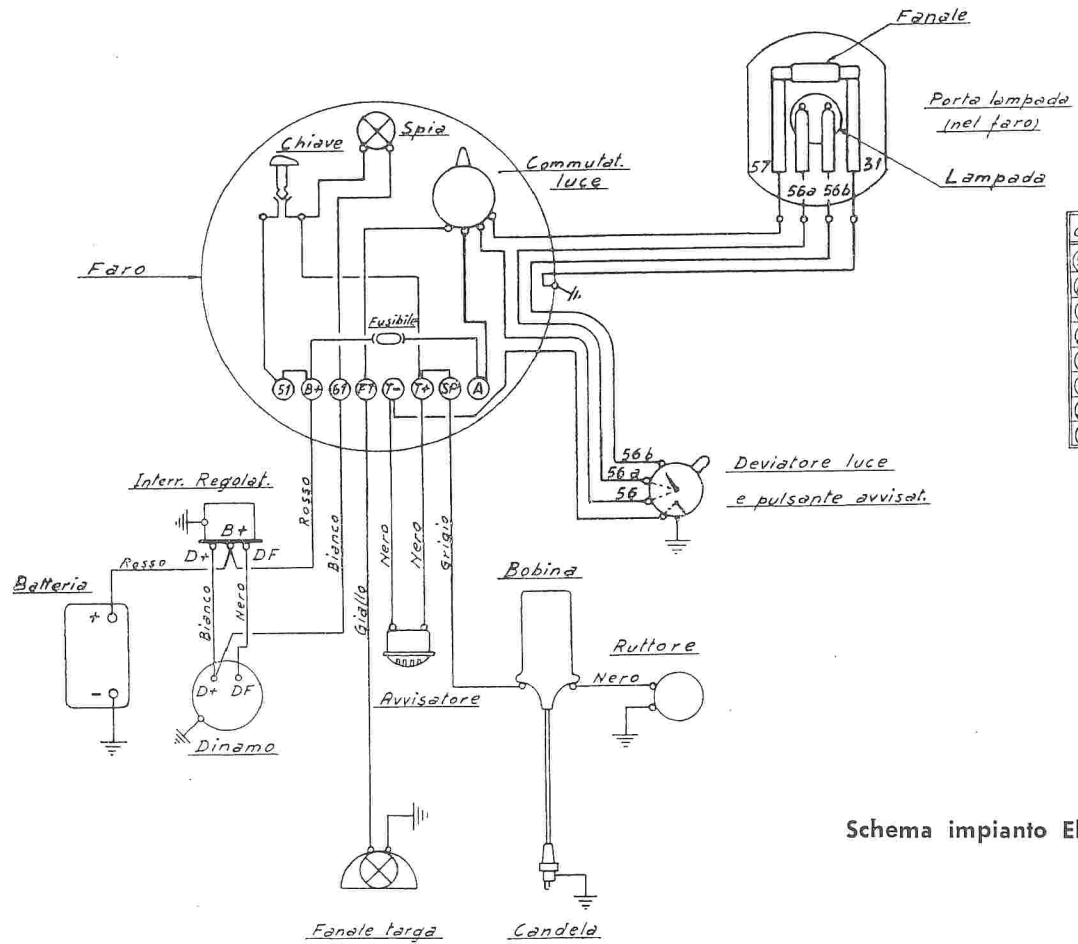 Fanale
Porta lampada
(nel faro)
Lampada
57
56a
56b
31
Spia
Chiave
Commutat.
luce
Faro
Fusibile
51
B+
61
FT
T-
T+
SP
A
56b
56a
56
Deviatore luce
e pulsante avvisat.
Interr. Regolat.
B+
D+
DF
Rosso
Rosso
Bianco
Giallo
Nero
Nero
Grigio
Batteria
+
-
Bianco
Nero
D+
DF
Dinamo
Avvisatore
Bobina
Nero
Ruttore
Fanale targa
Candela
Schema impianto El